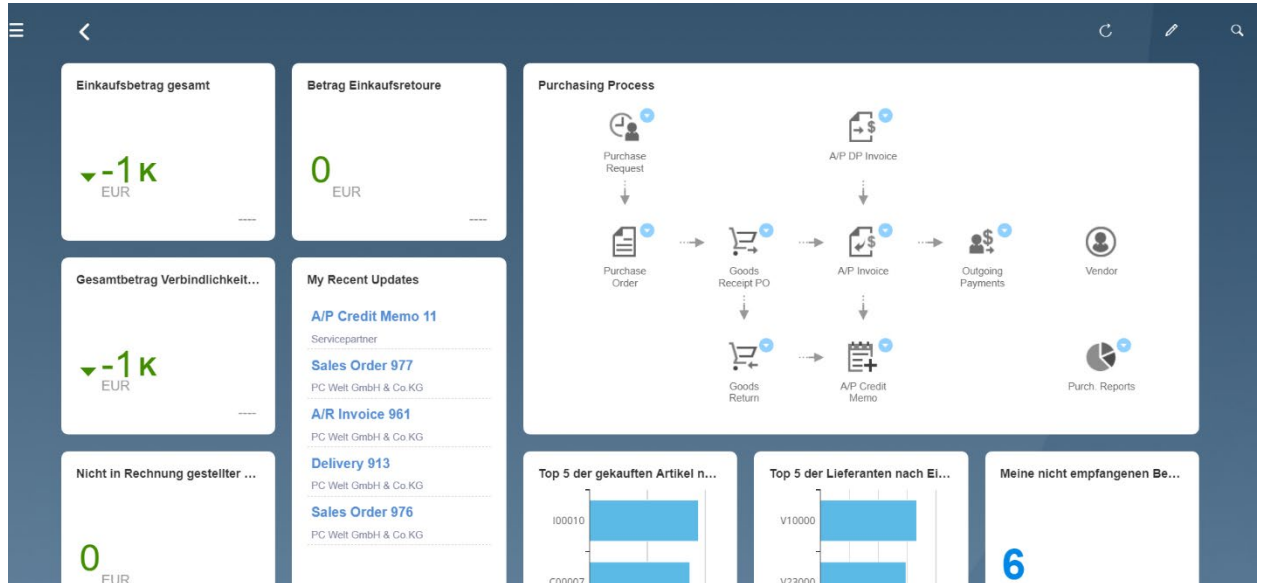 Einkaufsbetrag gesamt
-1 K
EUR
----
Betrag Einkaufsretoure
0
EUR
----
Purchasing Process
Purchase
Request
A/P DP Invoice
Purchase
Order
Goods
Receipt PO
A/P Invoice
Outgoing
Payments
Vendor
Goods
Return
A/P Credit
Memo
Purch. Reports
Gesamtbetrag Verbindlichkeit...
-1 K
EUR
----
My Recent Updates
A/P Credit Memo 11
Servicepartner
Sales Order 977
PC Welt GmbH & Co.KG
A/R Invoice 961
PC Welt GmbH & Co.KG
Delivery 913
PC Welt GmbH & Co.KG
Sales Order 976
PC Welt GmbH & Co.KG
Nicht in Rechnung gestellter ...
0
EUR
Top 5 der gekauften Artikel n...
I00010
C00007
Top 5 der Lieferanten nach Ei...
V10000
V23000
Meine nicht empfangenen Be...
6